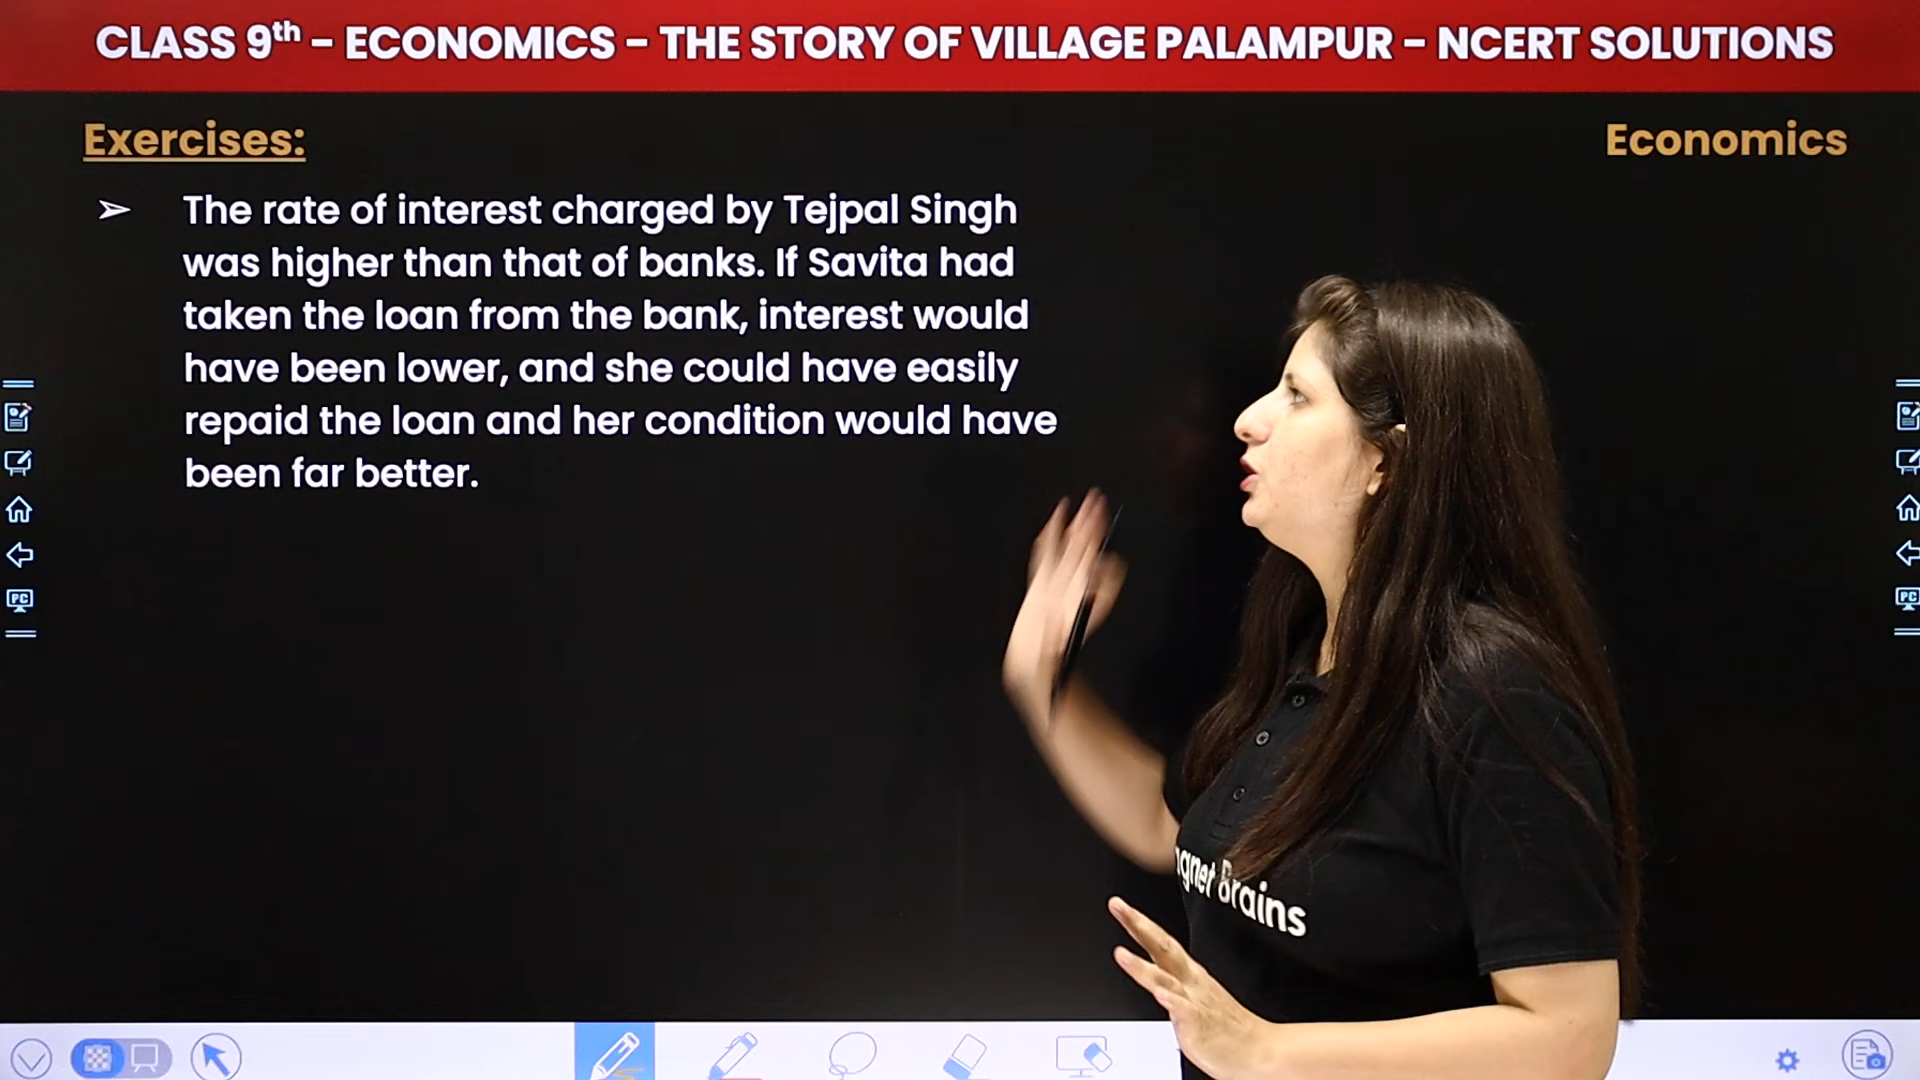 CLASS 9th – ECONOMICS – THE STORY OF VILLAGE PALAMPUR – NCERT SOLUTIONS
Exercises:
Economics
➢ The rate of interest charged by Tejpal Singh
was higher than that of banks. If Savita had
taken the loan from the bank, interest would
have been lower, and she could have easily
repaid the loan and her condition would have
been far better.
PC
PC
agnet Brains